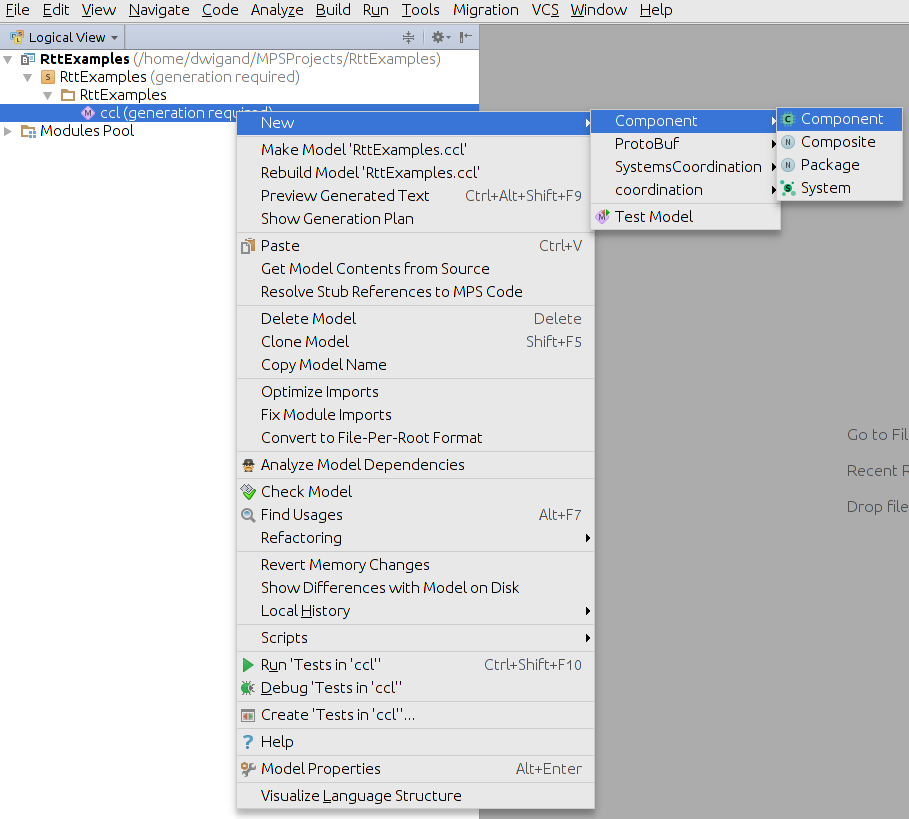 File Edit View Navigate Code Analyze Build Run Tools Migration VCS Window Help
Logical View
RttExamples (/home/dwigand/MPSProjects/RttExamples)
RttExamples (generation required)
RttExamples
ccl (generation required)
Modules Pool
New
Make Model 'RttExamples.ccl'
Rebuild Model 'RttExamples.ccl'
Preview Generated Text Ctrl+Alt+Shift+F9
Show Generation Plan
Paste Ctrl+V
Get Model Contents from Source
Resolve Stub References to MPS Code
Delete Model Delete
Clone Model Shift+F5
Copy Model Name
Optimize Imports
Fix Module Imports
Convert to File-Per-Root Format
Analyze Model Dependencies
Check Model
Find Usages Alt+F7
Refactoring
Revert Memory Changes
Show Differences with Model on Disk
Local History
Scripts
Run 'Tests in 'ccl'' Ctrl+Shift+F10
Debug 'Tests in 'ccl''
Create 'Tests in 'ccl''...
Help
Model Properties Alt+Enter
Visualize Language Structure
Component
ProtoBuf
SystemsCoordination
coordination
Test Model
Component
Composite
Package
System
Go to Fil
Recent F
Drop file